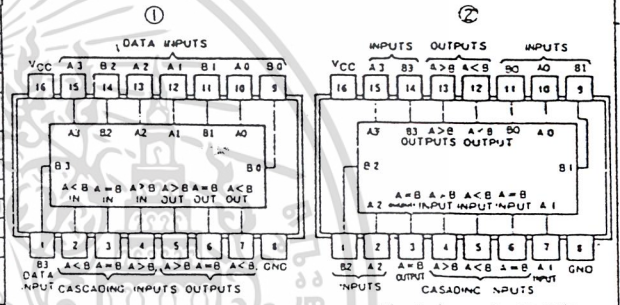 ① ②
DATA INPUTS INPUTS OUTPUTS INPUTS
VCC A3 B2 A2 A1 B1 A0 B0 VCC A3 B3 A>B A<B B0 A0 B1
16 15 14 13 12 11 10 9 16 15 14 13 12 11 10 9
A3 B2 A2 A1 B1 A0 A3 B3 A>B A<B B0 A0
OUTPUTS OUTPUT
B3 B0 B2 B1
A<B A=B A>B A>B A=B A<B A=B A>B A<B A=B
IN IN IN OUT OUT OUT A2 INPUT INPUT INPUT A1
1 2 3 4 5 6 7 8 1 2 3 4 5 6 7 8
B3 A<B A=B A>B A>B A=B A<B GNC B2 A2 A=B A>B A<B A=B A1 GND
DATA OUTPUT INPUT
INPUT CASCADING INPUTS OUTPUTS INPUTS CASADING INPUTS